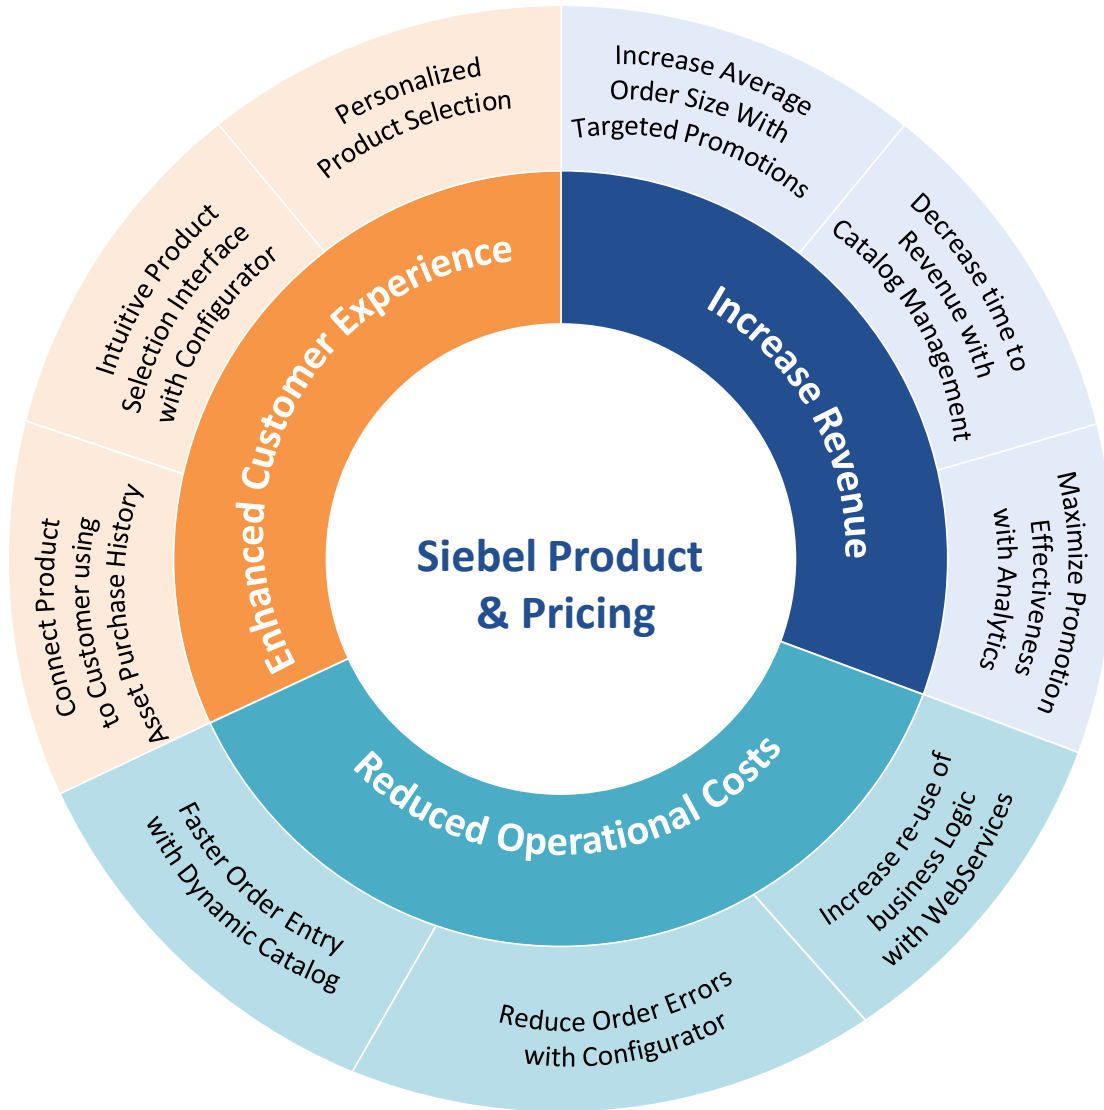 Siebel Product
& Pricing
Increase Revenue
Increase Average
Order Size With
Targeted Promotions
Decrease time to
Revenue with
Catalog Management
Maximize Promotion
Effectiveness
with Analytics
Reduced Operational Costs
Increase re-use of
business Logic
with WebServices
Reduce Order Errors
with Configurator
Faster Order Entry
with Dynamic Catalog
Enhanced Customer Experience
Connect Product
to Customer using
Asset Purchase History
Intuitive Product
Selection Interface
with Configurator
Personalized
Product Selection